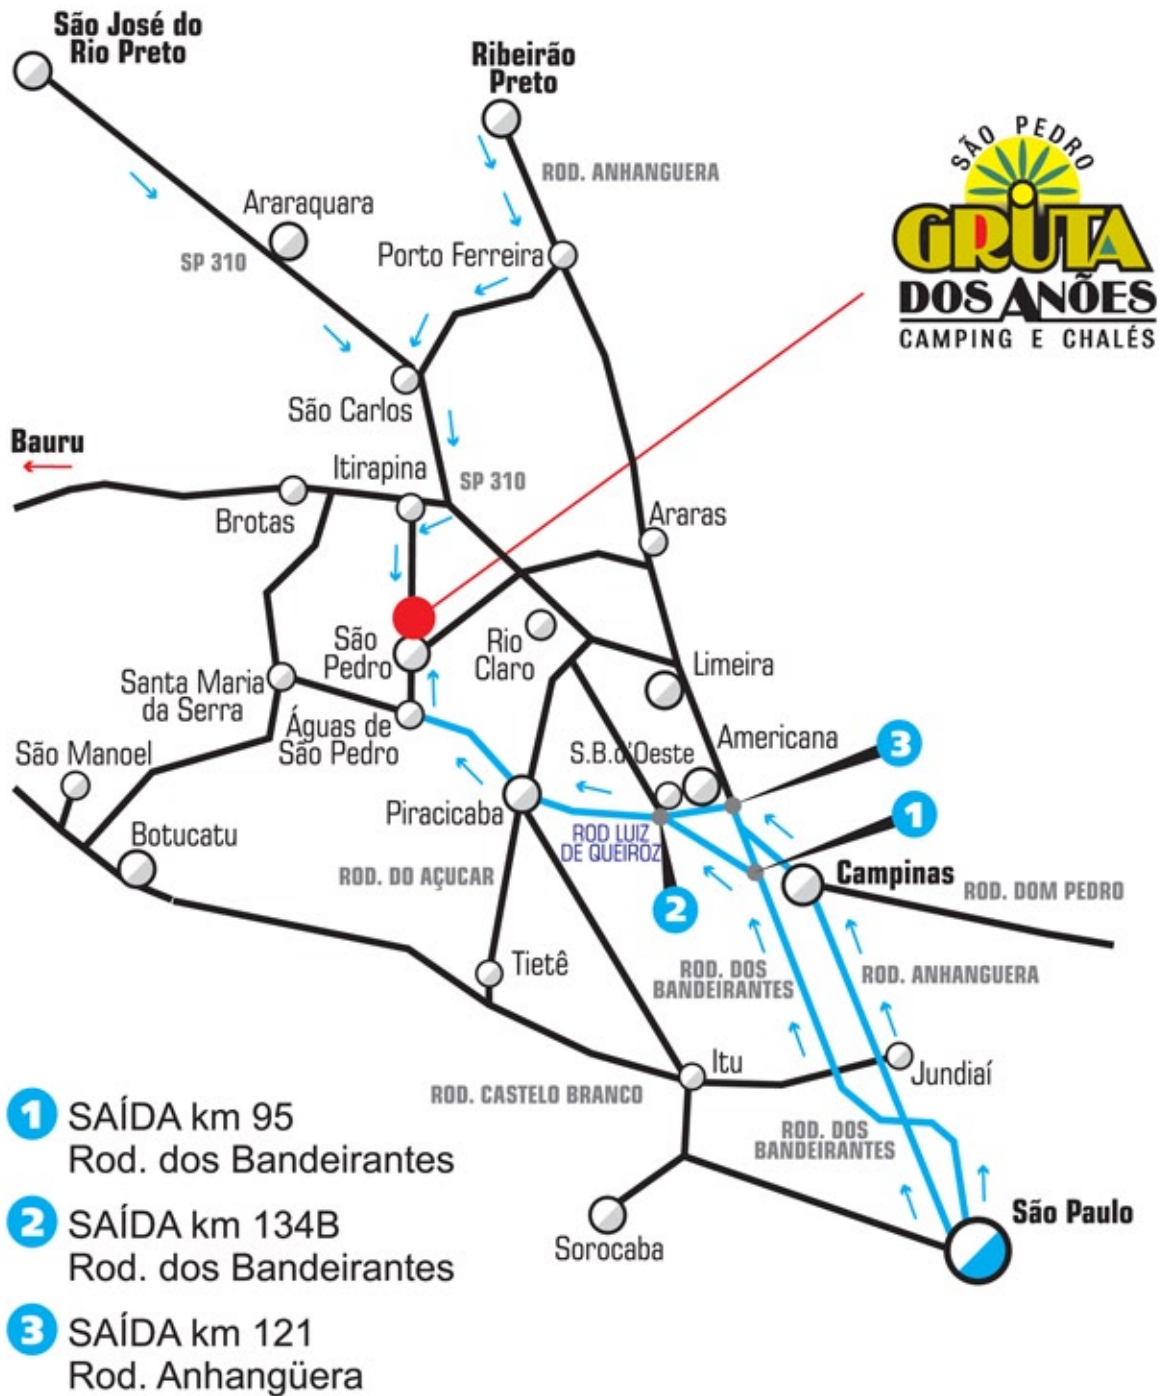 São José do
Rio Preto
Ribeirão
Preto
ROD. ANHANGUERA
SÃO PEDRO
GRUTA
DOS ANÕES
CAMPING E CHALÉS
Araraquara
SP 310
Porto Ferreira
São Carlos
Bauru
Itirapina
SP 310
Brotas
Araras
São
Pedro
Rio
Claro
Limeira
Santa Maria
da Serra
Águas de
São Pedro
São Manoel
S.B.d'Oeste
Americana
3
1
Piracicaba
ROD LUIZ
DE QUEIROZ
Botucatu
ROD. DO AÇUCAR
2
Campinas
ROD. DOM PEDRO
Tietê
ROD. DOS
BANDEIRANTES
ROD. ANHANGUERA
Itu
Jundiaí
ROD. CASTELO BRANCO
ROD. DOS
BANDEIRANTES
São Paulo
Sorocaba
1 SAÍDA km 95
Rod. dos Bandeirantes
2 SAÍDA km 134B
Rod. dos Bandeirantes
3 SAÍDA km 121
Rod. Anhangüera